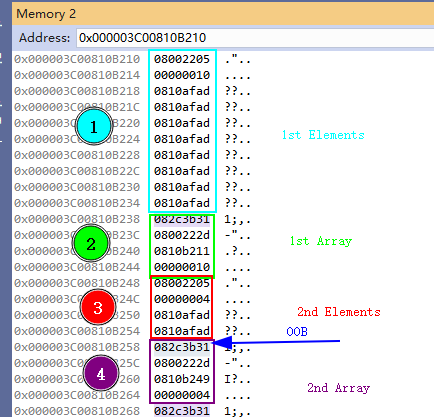 Memory 2
Address: 0x000003C00810B210
0x000003C00810B210 08002205 ."..
0x000003C00810B214 00000010 ....
0x000003C00810B218 0810afad ??..
0x000003C00810B21C 0810afad ??..
0x000003C00810B220 0810afad ??..
0x000003C00810B224 0810afad ??..
0x000003C00810B228 0810afad ??..
0x000003C00810B22C 0810afad ??..
0x000003C00810B230 0810afad ??..
0x000003C00810B234 0810afad ??..
0x000003C00810B238 082c3b31 1;,.
0x000003C00810B23C 0800222d -"..
0x000003C00810B240 0810b211 .?..
0x000003C00810B244 00000010 ....
0x000003C00810B248 08002205 ."..
0x000003C00810B24C 00000004 ....
0x000003C00810B250 0810afad ??..
0x000003C00810B254 0810afad ??..
0x000003C00810B258 082c3b31 1;,.
0x000003C00810B25C 0800222d -"..
0x000003C00810B260 0810b249 I?..
0x000003C00810B264 00000004 ....
0x000003C00810B268 082c3b31 1;,.
1
1st Elements
2
1st Array
3
2nd Elements
OOB
4
2nd Array